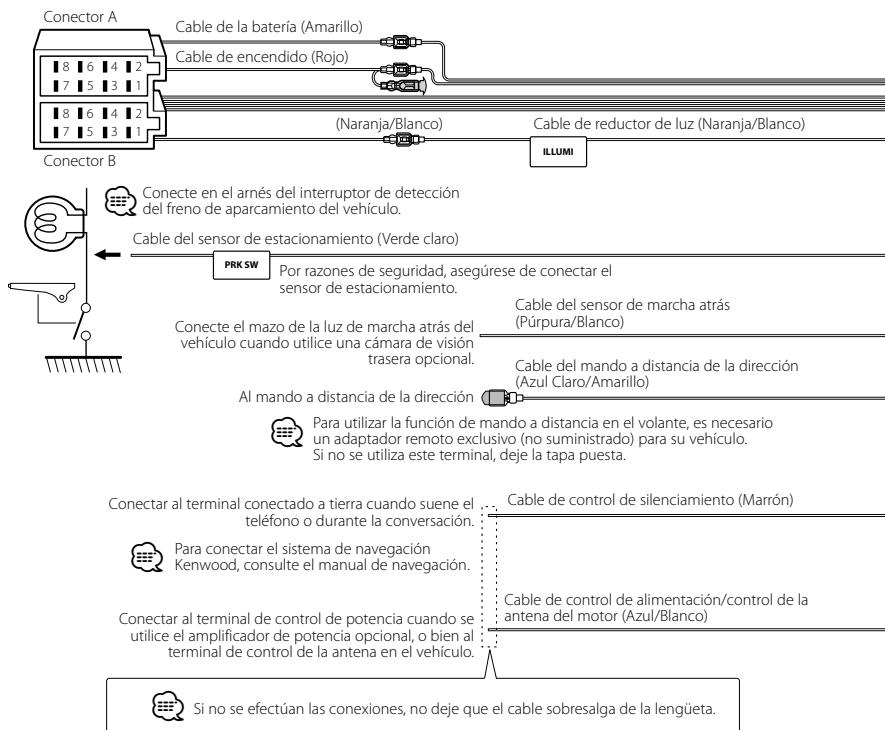 Conector A
Cable de la batería (Amarillo)
Cable de encendido (Rojo)
8 6 4 2
7 5 3 1
8 6 4 2
7 5 3 1
Conector B
(Naranja/Blanco)
Cable de reductor de luz (Naranja/Blanco)
ILLUMI
Conecte en el arnés del interruptor de detección
del freno de aparcamiento del vehículo.
Cable del sensor de estacionamiento (Verde claro)
PRK SW
Por razones de seguridad, asegúrese de conectar el
sensor de estacionamiento.
Cable del sensor de marcha atrás
(Púrpura/Blanco)
Conecte el mazo de la luz de marcha atrás del
vehículo cuando utilice una cámara de visión
trasera opcional.
Cable del mando a distancia de la dirección
(Azul Claro/Amarillo)
Al mando a distancia de la dirección
Para utilizar la función de mando a distancia en el volante, es necesario
un adaptador remoto exclusivo (no suministrado) para su vehículo.
Si no se utiliza este terminal, deje la tapa puesta.
Conectar al terminal conectado a tierra cuando suene el
teléfono o durante la conversación.
Cable de control de silenciamiento (Marrón)
Para conectar el sistema de navegación
Kenwood, consulte el manual de navegación.
Cable de control de alimentación/control de la
antena del motor (Azul/Blanco)
Conectar al terminal de control de potencia cuando se
utilice el amplificador de potencia opcional, o bien al
terminal de control de la antena en el vehículo.
Si no se efectúan las conexiones, no deje que el cable sobresalga de la lengüeta.